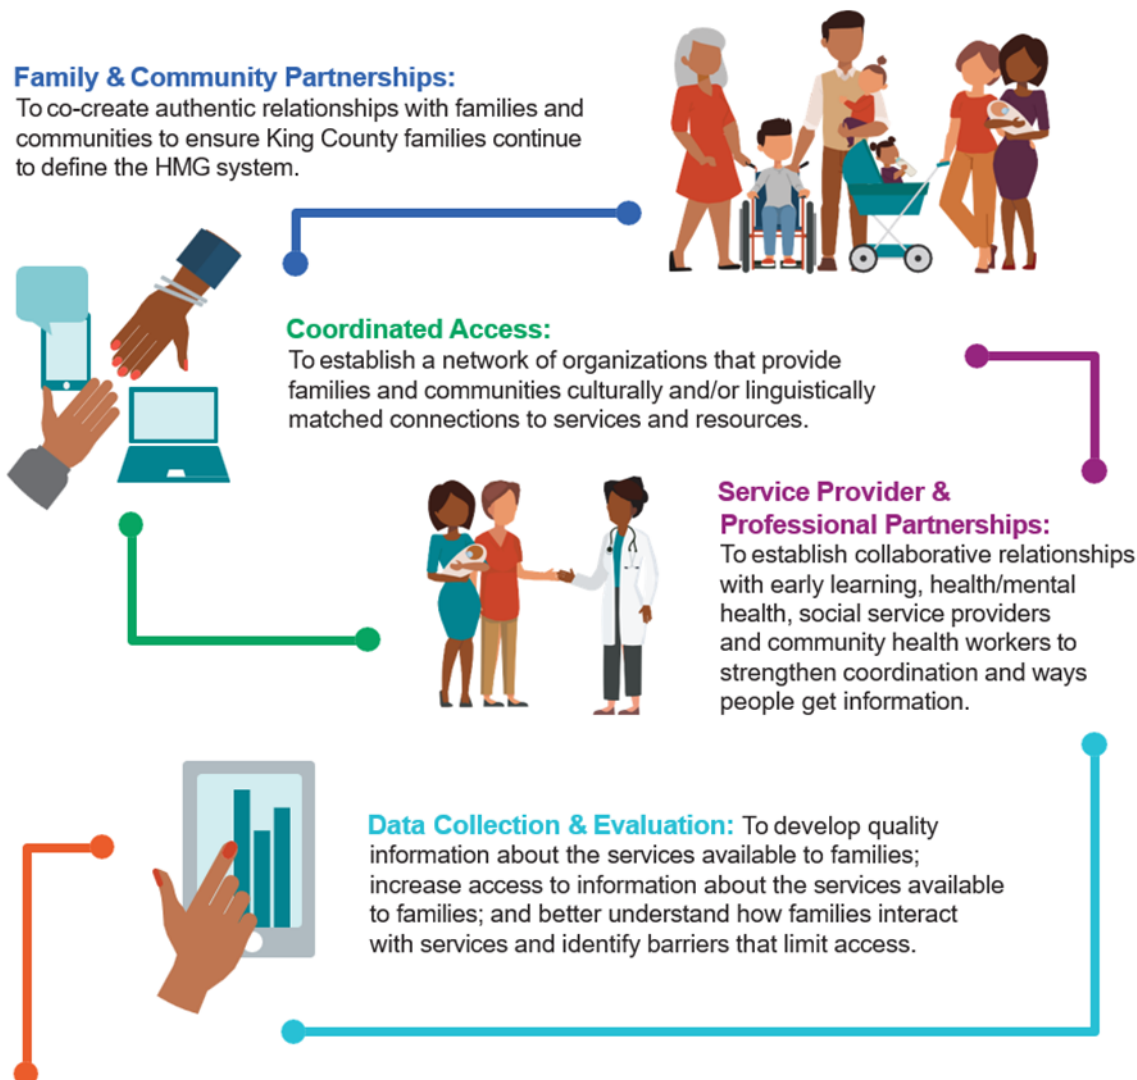 Family & Community Partnerships:
To co-create authentic relationships with families and
communities to ensure King County families continue
to define the HMG system.
Coordinated Access:
To establish a network of organizations that provide
families and communities culturally and/or linguistically
matched connections to services and resources.
Service Provider &
Professional Partnerships:
To establish collaborative relationships
with early learning, health/mental
health, social service providers
and community health workers to
strengthen coordination and ways
people get information.
Data Collection & Evaluation: To develop quality
information about the services available to families;
increase access to information about the services available
to families; and better understand how families interact
with services and identify barriers that limit access.